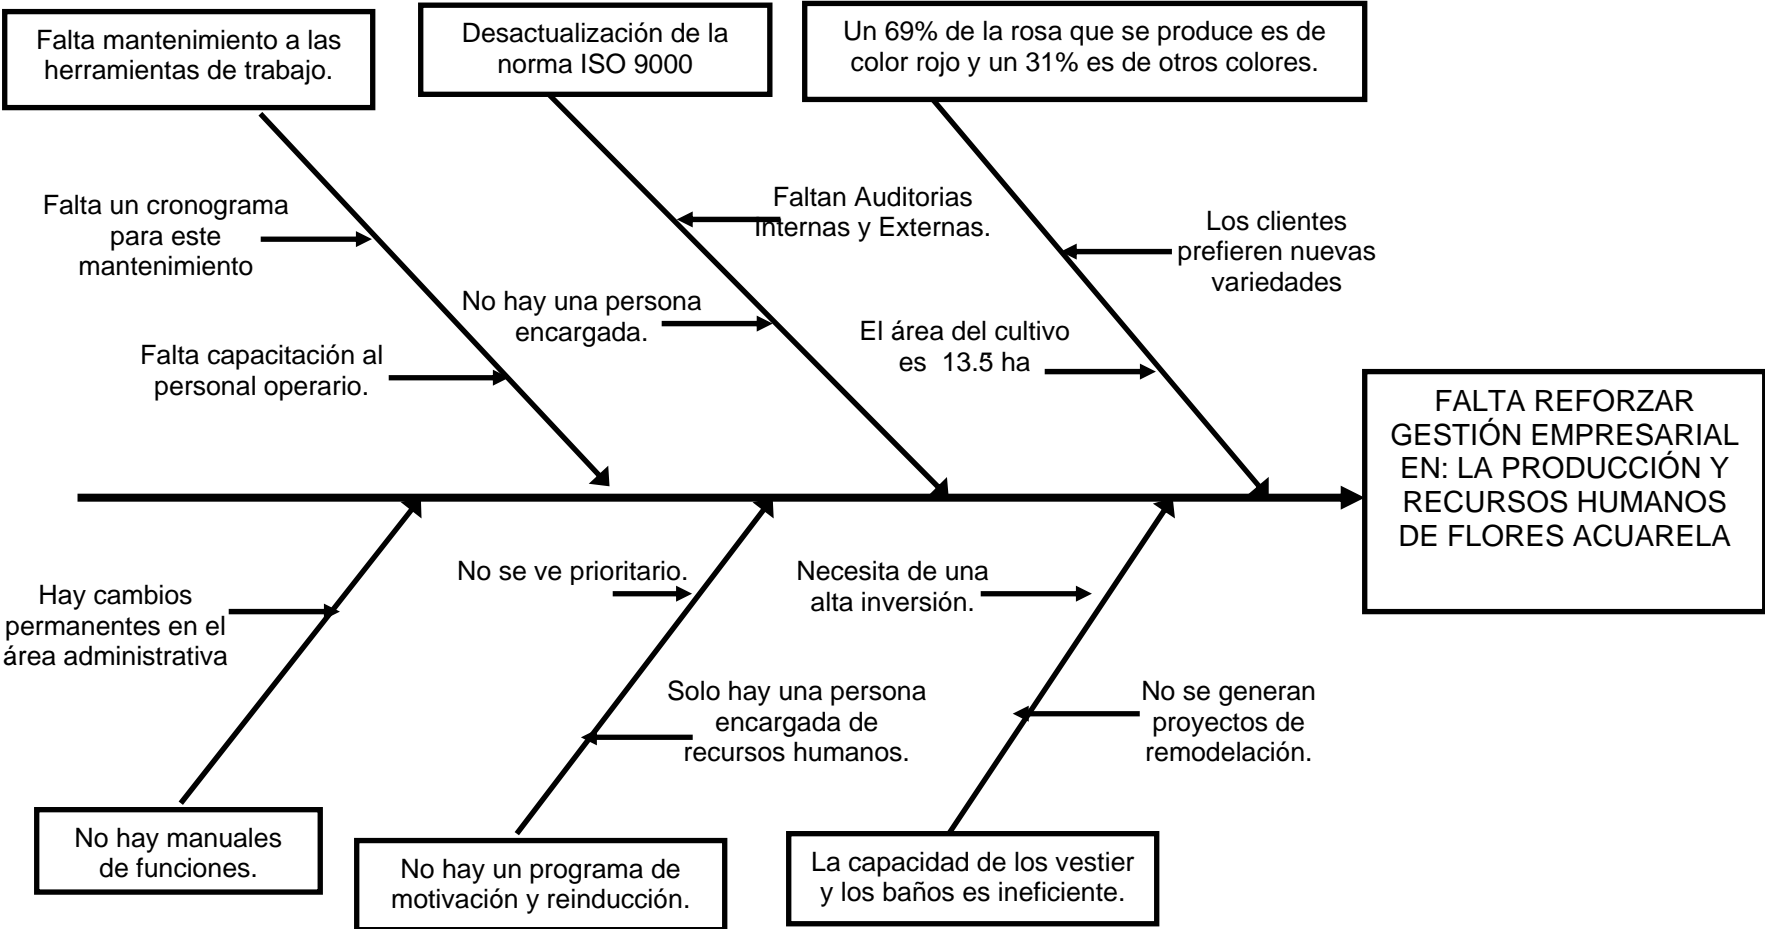 Falta mantenimiento a las
herramientas de trabajo.
Desactualización de la
norma ISO 9000
Un 69% de la rosa que se produce es de
color rojo y un 31% es de otros colores.
Falta un cronograma
para este
mantenimiento
Faltan Auditorias
Internas y Externas.
Los clientes
prefieren nuevas
variedades
No hay una persona
encargada.
El área del cultivo
es 13.5 ha
Falta capacitación al
personal operario.
FALTA REFORZAR
GESTIÓN EMPRESARIAL
EN: LA PRODUCCIÓN Y
RECURSOS HUMANOS
DE FLORES ACUARELA
Hay cambios
permanentes en el
área administrativa
No se ve prioritario.
Necesita de una
alta inversión.
Solo hay una persona
encargada de
recursos humanos.
No se generan
proyectos de
remodelación.
No hay manuales
de funciones.
No hay un programa de
motivación y reinducción.
La capacidad de los vestier
y los baños es ineficiente.